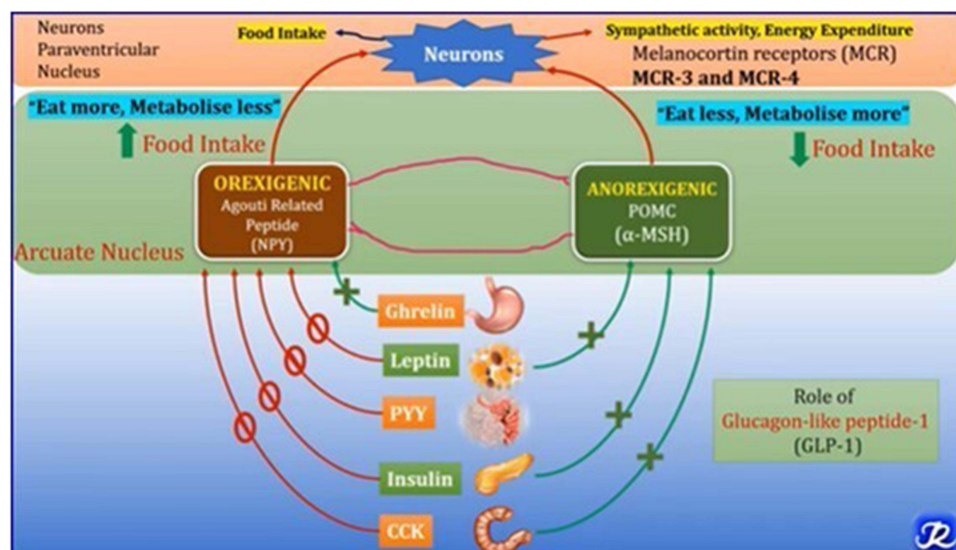 Neurons
Paraventricular
Nucleus
Food Intake
Neurons
Sympathetic activity, Energy Expenditure
Melanocortin receptors (MCR)
MCR-3 and MCR-4
"Eat more, Metabolise less"
Food Intake
"Eat less, Metabolise more"
Food Intake
OREXIGENIC
Agouti Related
Peptide
(NPY)
ANOREXIGENIC
POMC
(α-MSH)
Arcuate Nucleus
Ghrelin
Leptin
PYY
Insulin
CCK
Role of
Glucagon-like peptide-1
(GLP-1)